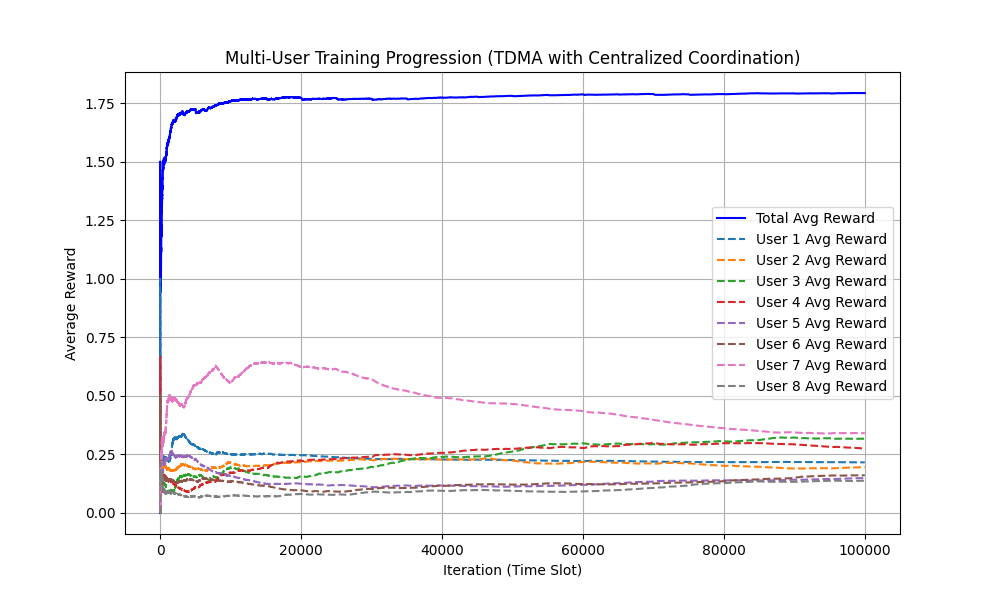 Multi-User Training Progression (TDMA with Centralized Coordination)
Average Reward
1.75
1.50
1.25
1.00
0.75
0.50
0.25
0.00
Total Avg Reward
User 1 Avg Reward
User 2 Avg Reward
User 3 Avg Reward
User 4 Avg Reward
User 5 Avg Reward
User 6 Avg Reward
User 7 Avg Reward
User 8 Avg Reward
0 20000 40000 60000 80000 100000
Iteration (Time Slot)